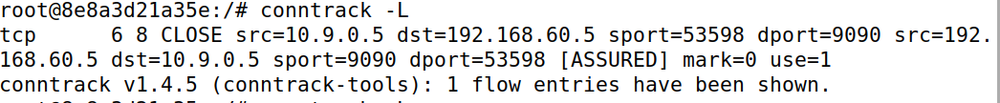 root@8e8a3d21a35e:/# conntrack -L
tcp      6 8 CLOSE src=10.9.0.5 dst=192.168.60.5 sport=53598 dport=9090 src=192.
168.60.5 dst=10.9.0.5 sport=9090 dport=53598 [ASSURED] mark=0 use=1
conntrack v1.4.5 (conntrack-tools): 1 flow entries have been shown.